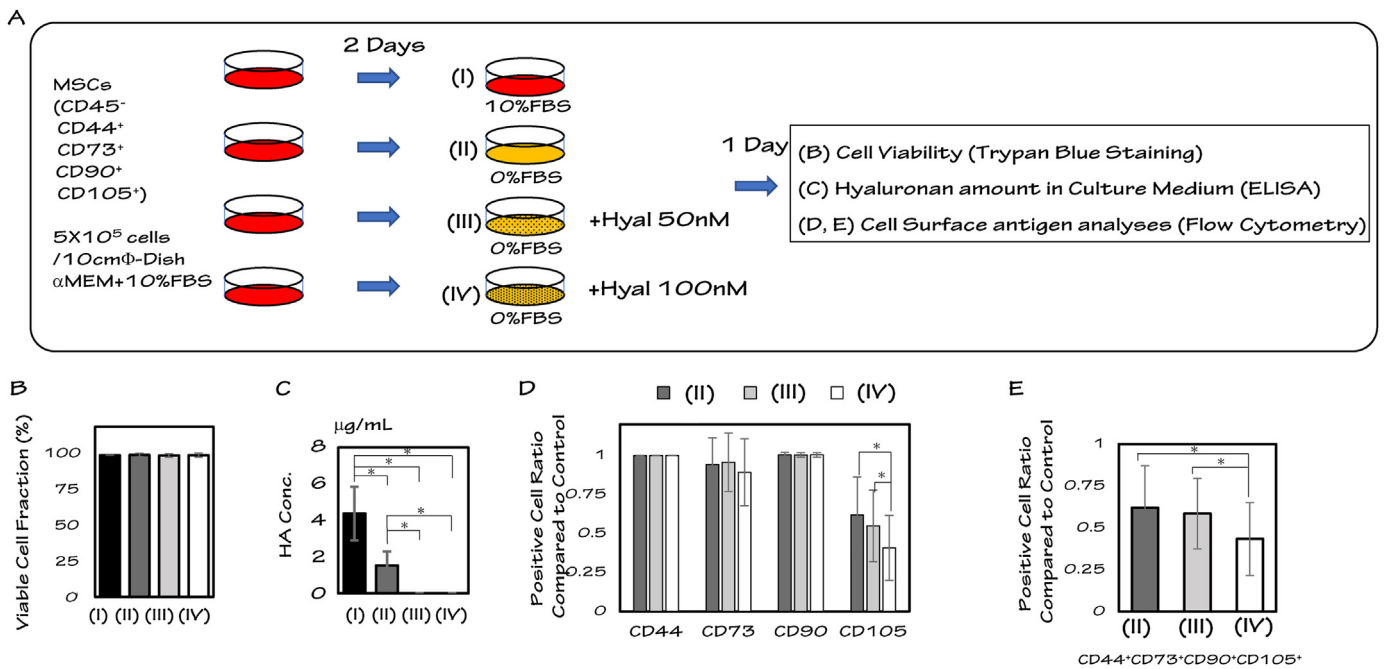 A
2 Days
MSCs
(CD45-
CD44+
CD73+
CD90+
CD105+)
5X10⁵ cells
/10cmΦ-Dish
αMEM+10%FBS
(I)
10%FBS
(II)
0%FBS
(III)
0%FBS
+Hyal 50nM
(IV)
0%FBS
+Hyal 100nM
1 Day
(B) Cell Viability (Trypan Blue Staining)
(C) Hyaluronan amount in Culture Medium (ELISA)
(D, E) Cell Surface antigen analyses (Flow Cytometry)
B
Viable Cell Fraction (%)
100
75
50
25
0
(I) (II) (III) (IV)
C
μg/mL
HA Conc.
8
6
4
2
0
* * * * *
(I) (II) (III) (IV)
D
(II) (III) (IV)
Positive Cell Ratio
Compared to Control
1
0.75
0.5
0.25
0
* *
CD44 CD73 CD90 CD105
E
Positive Cell Ratio
Compared to Control
1
0.75
0.5
0.25
0
* *
(II) (III) (IV)
CD44+CD73+CD90+CD105+